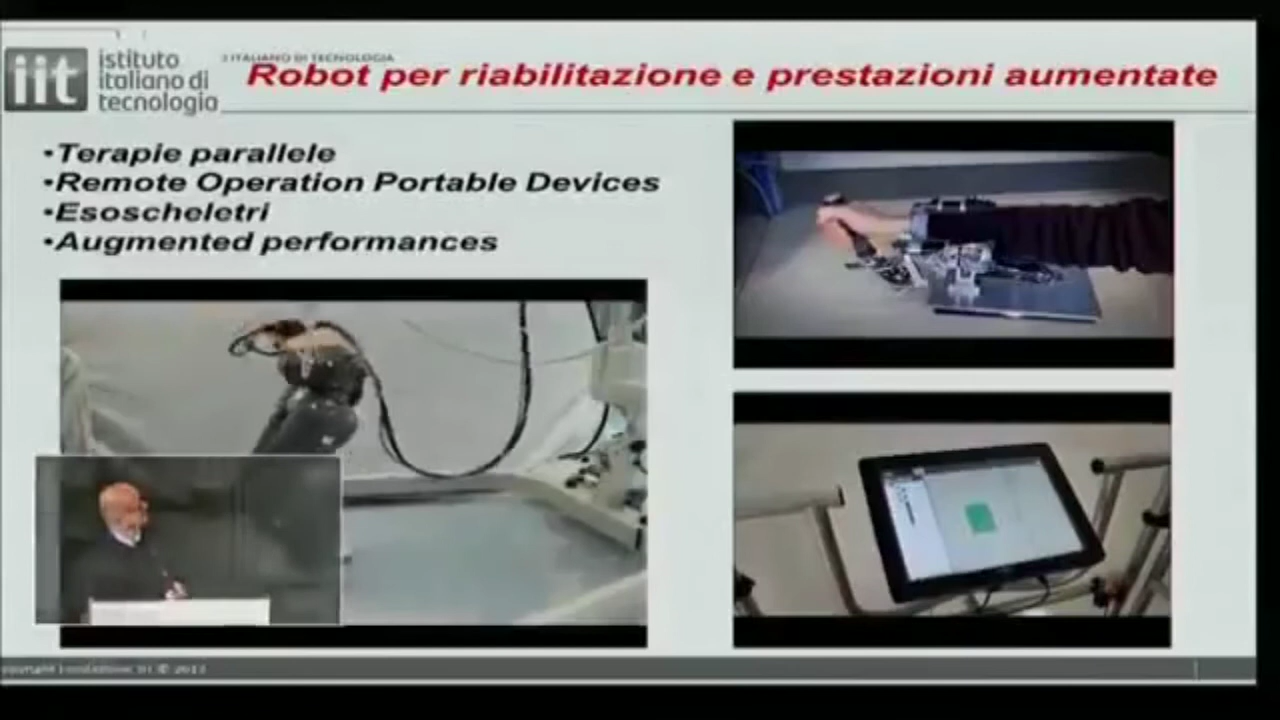 iit istituto
italiano di
tecnologia
ITALIANO DI TECNOLOGIA
Robot per riabilitazione e prestazioni aumentate
•Terapie parallele
•Remote Operation Portable Devices
•Esoscheletri
•Augmented performances